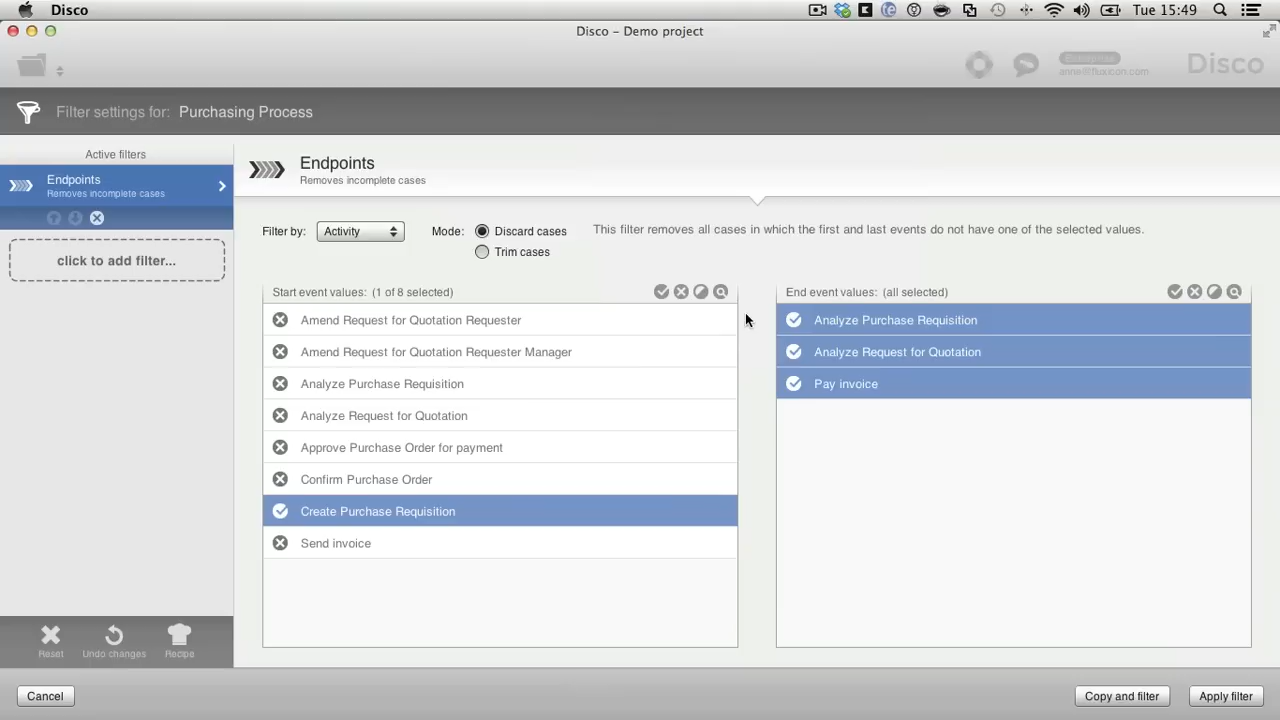 Disco
Tue 15:49
Disco – Demo project
Enterprise
anne@fluxicon.com
Disco
Filter settings for: Purchasing Process
Active filters
Endpoints
Removes incomplete cases
click to add filter...
Reset
Undo changes
Recipe
Endpoints
Removes incomplete cases
Filter by:
Activity
Mode:
Discard cases
Trim cases
This filter removes all cases in which the first and last events do not have one of the selected values.
Start event values: (1 of 8 selected)
Amend Request for Quotation Requester
Amend Request for Quotation Requester Manager
Analyze Purchase Requisition
Analyze Request for Quotation
Approve Purchase Order for payment
Confirm Purchase Order
Create Purchase Requisition
Send invoice
End event values: (all selected)
Analyze Purchase Requisition
Analyze Request for Quotation
Pay invoice
Cancel
Copy and filter
Apply filter